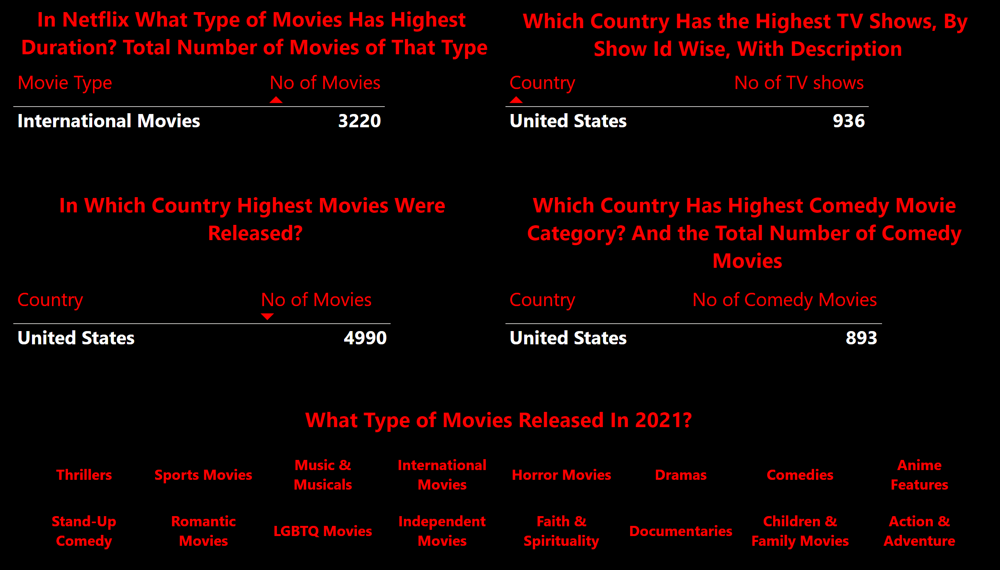 In Netflix What Type of Movies Has Highest
Duration? Total Number of Movies of That Type
Movie Type No of Movies
International Movies 3220
Which Country Has the Highest TV Shows, By
Show Id Wise, With Description
Country No of TV shows
United States 936
In Which Country Highest Movies Were
Released?
Country No of Movies
United States 4990
Which Country Has Highest Comedy Movie
Category? And the Total Number of Comedy
Movies
Country No of Comedy Movies
United States 893
What Type of Movies Released In 2021?
Thrillers
Sports Movies
Music &
Musicals
International
Movies
Horror Movies
Dramas
Comedies
Anime
Features
Stand-Up
Comedy
Romantic
Movies
LGBTQ Movies
Independent
Movies
Faith &
Spirituality
Documentaries
Children &
Family Movies
Action &
Adventure